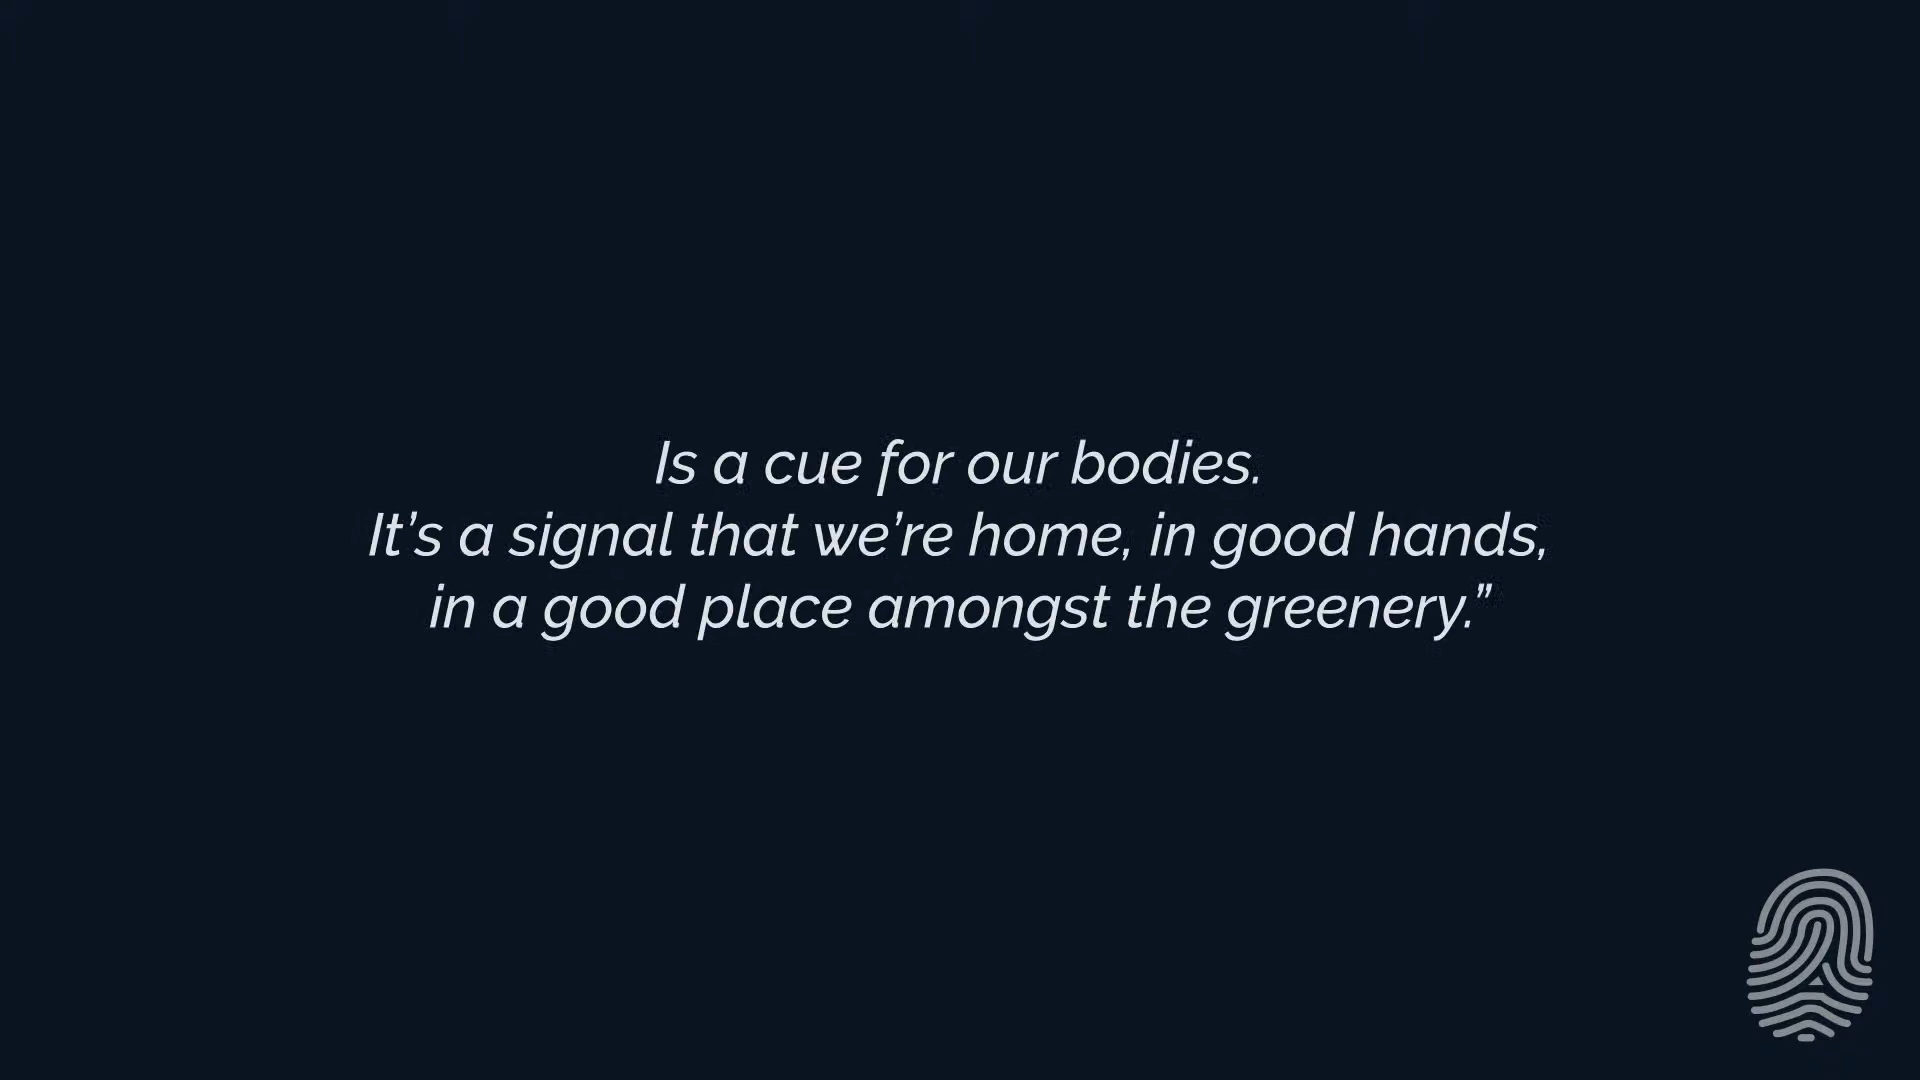 Is a cue for our bodies.
It’s a signal that we’re home, in good hands,
in a good place amongst the greenery.”